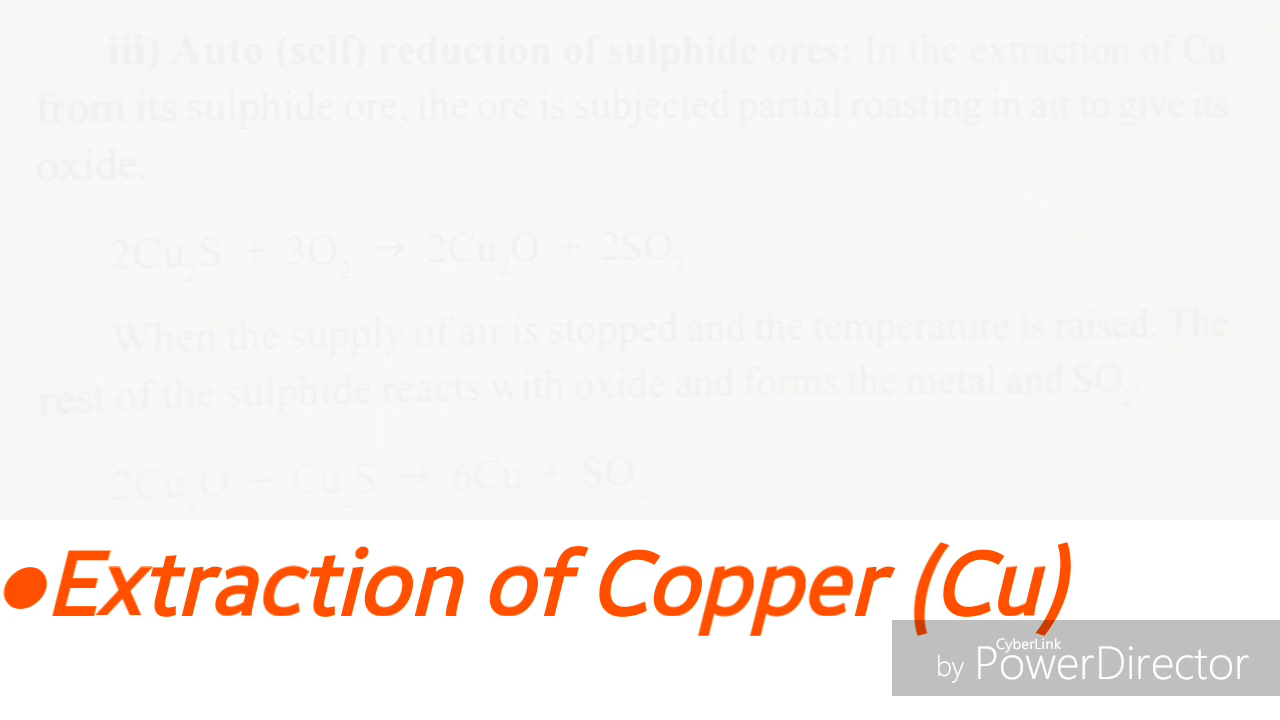 iii) Auto (self) reduction of sulphide ores: In the extraction of Cu
from its sulphide ore, the ore is subjected partial roasting in air to give its
oxide.
2Cu₂S + 3O₂ → 2Cu₂O + 2SO₂
When the supply of air is stopped and the temperature is raised. The
rest of the sulphide reacts with oxide and forms the metal and SO₂.
2Cu₂O + Cu₂S → 6Cu + SO₂
•Extraction of Copper (Cu)
CyberLink
by PowerDirector